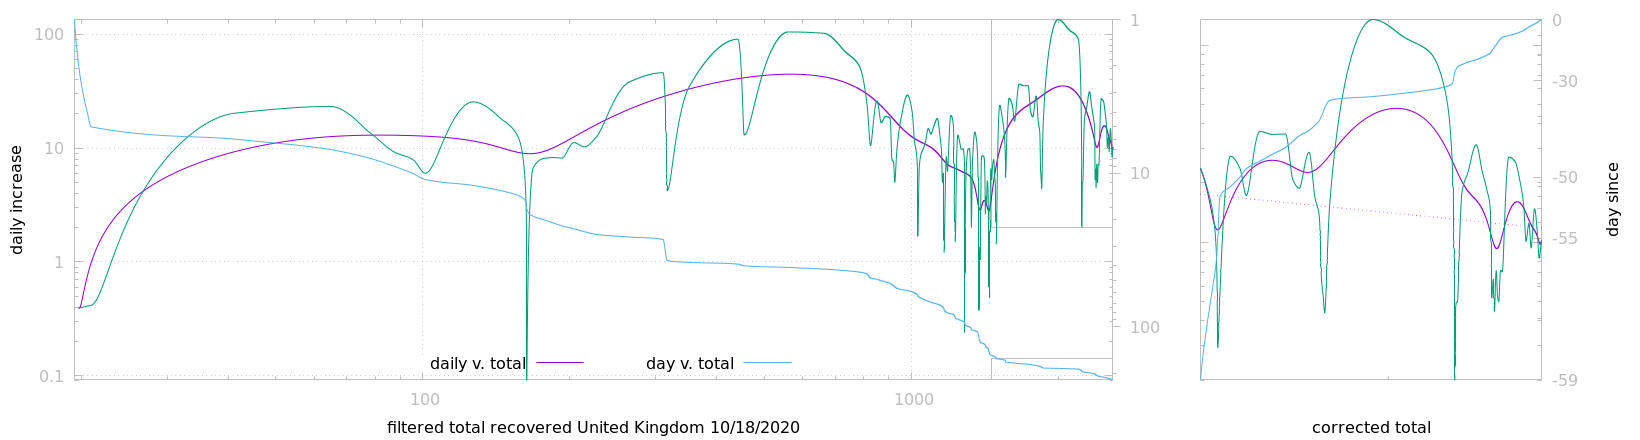 100
10
1
0.1
daily increase
daily v. total
day v. total
100
1000
filtered total recovered United Kingdom 10/18/2020
1
10
100
0
-30
-50
-55
-59
day since
corrected total